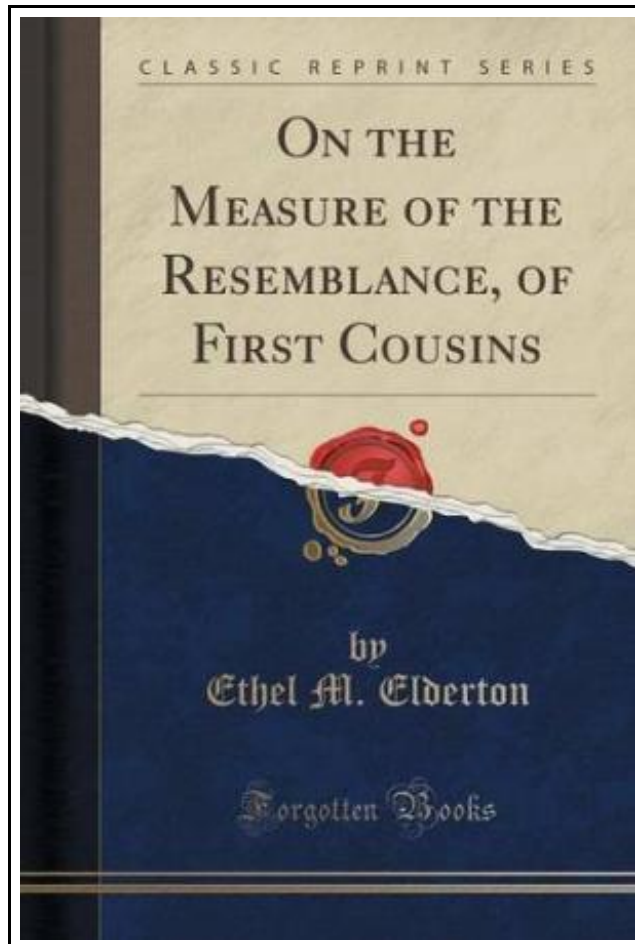 CLASSIC REPRINT SERIES
ON THE
MEASURE OF THE
RESEMBLANCE, OF
FIRST COUSINS
by
Ethel M. Elderton
Forgotten Books